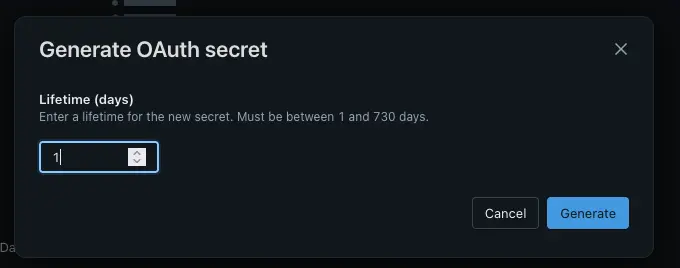 Generate OAuth secret
Lifetime (days)
Enter a lifetime for the new secret. Must be between 1 and 730 days.
1
Cancel
Generate
Da